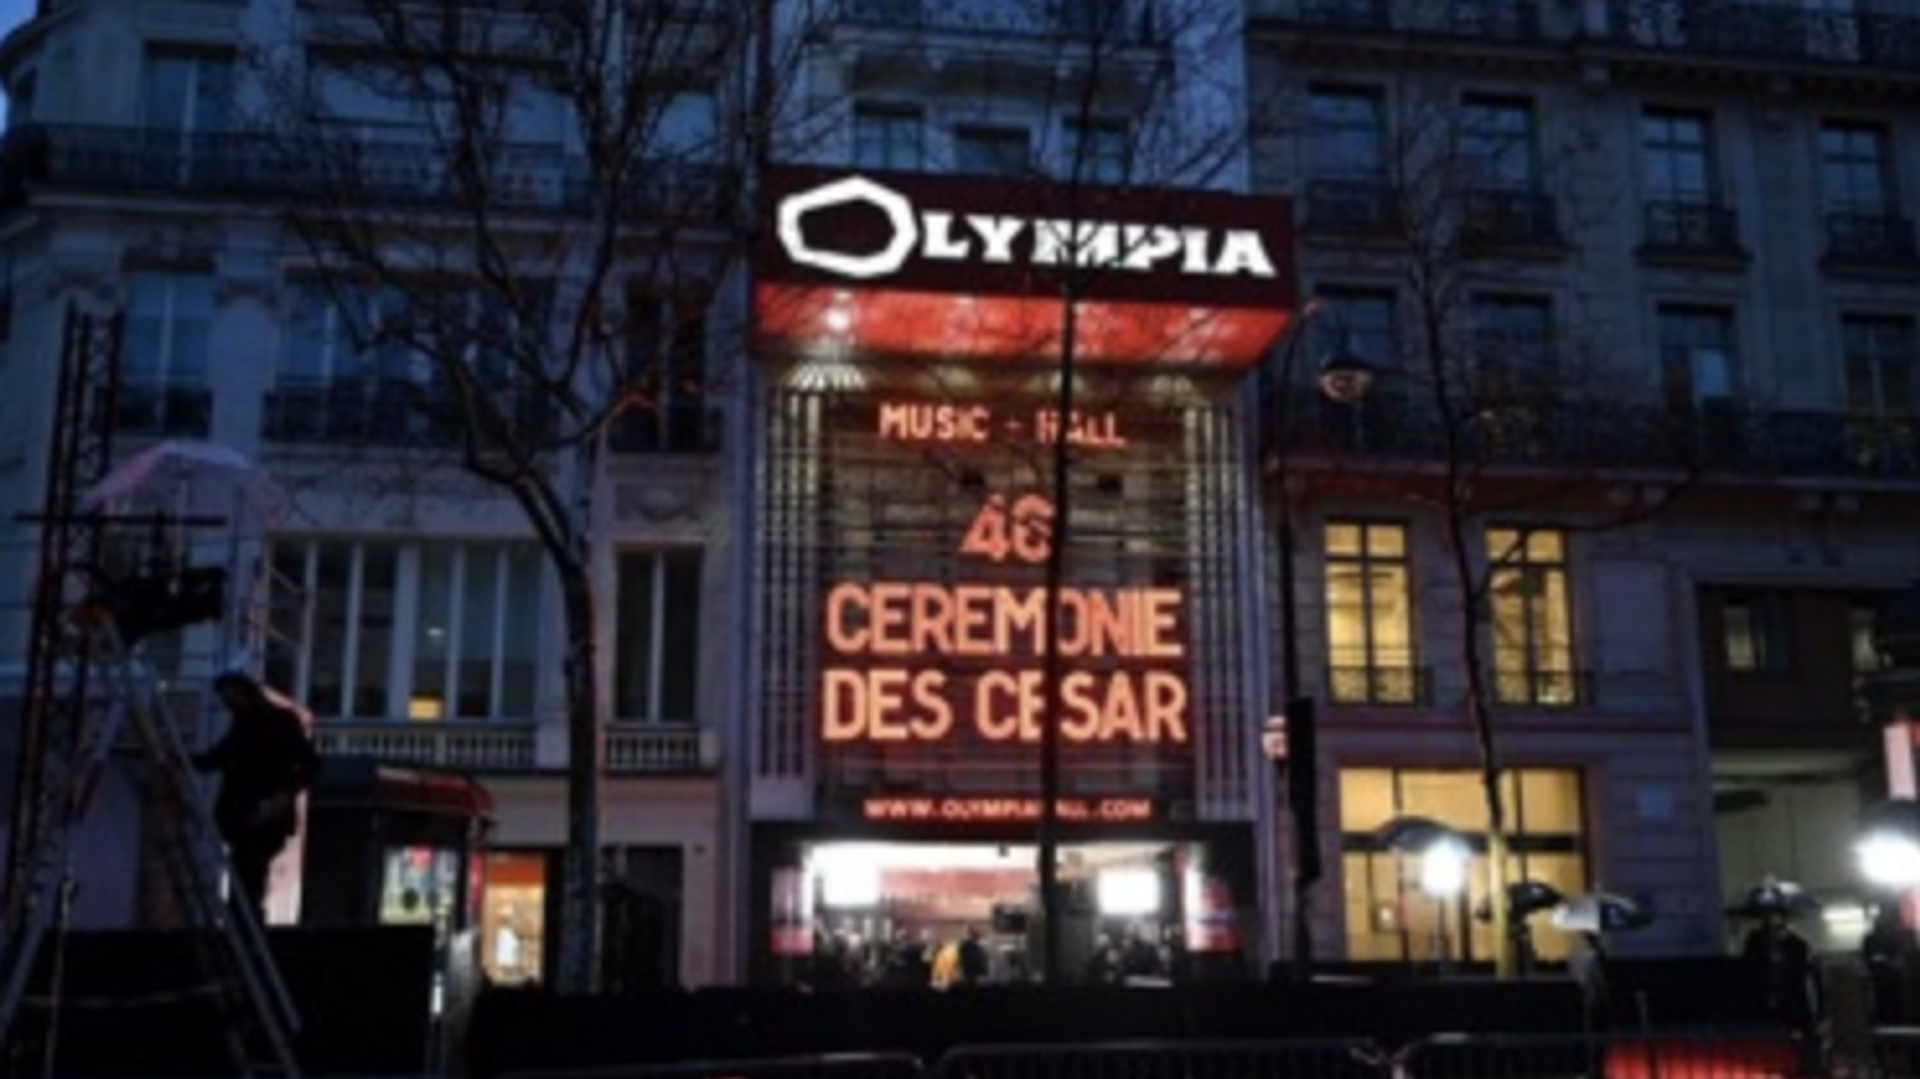 OLYMPIA
MUSIC - HALL
46
CEREMONIE
DES CESAR
WWW.OLYMPIAHALL.COM